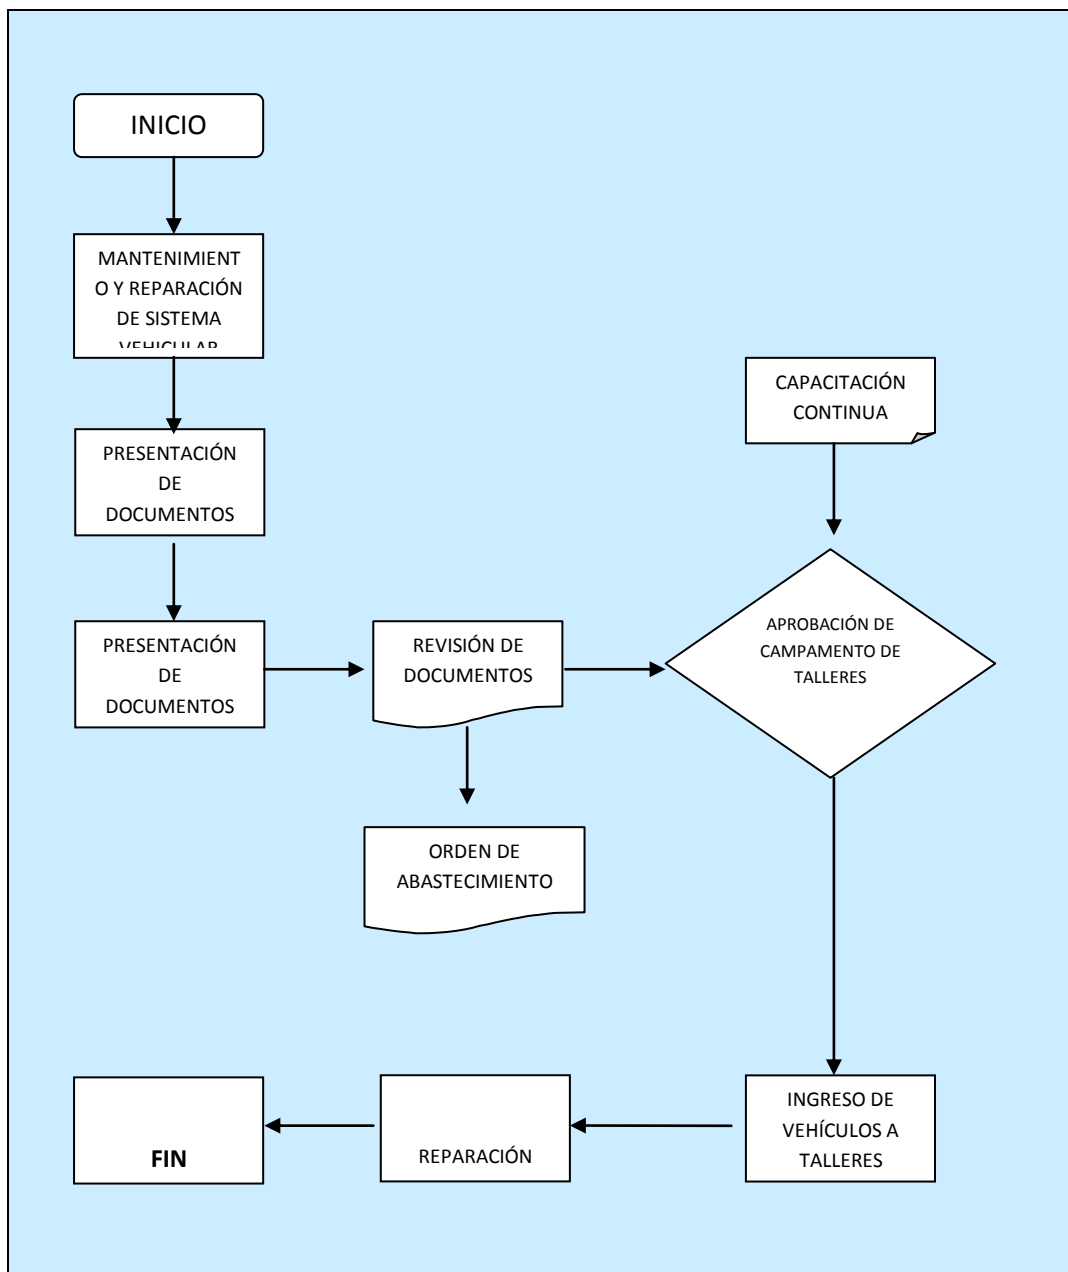 INICIO
MANTENIMIENT
O Y REPARACIÓN
DE SISTEMA
VEHICULAR
PRESENTACIÓN
DE
DOCUMENTOS
PRESENTACIÓN
DE
DOCUMENTOS
REVISIÓN DE
DOCUMENTOS
ORDEN DE
ABASTECIMIENTO
CAPACITACIÓN
CONTINUA
APROBACIÓN DE
CAMPAMENTO DE
TALLERES
INGRESO DE
VEHÍCULOS A
TALLERES
REPARACIÓN
FIN